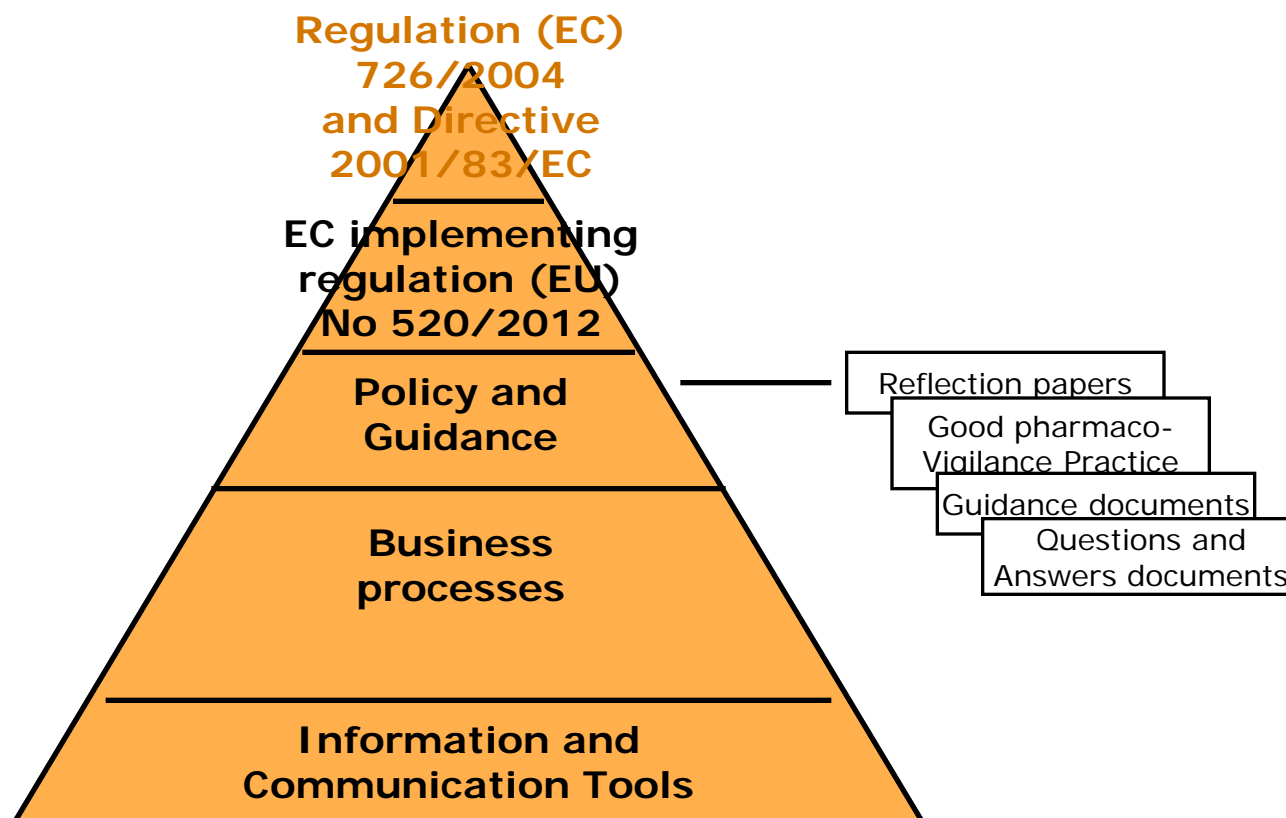 Regulation (EC)
726/2004
and Directive
2001/83/EC
EC implementing
regulation (EU)
No 520/2012
Policy and
Guidance
Business
processes
Information and
Communication Tools
Reflection papers
Good pharmaco-
Vigilance Practice
Guidance documents
Questions and
Answers documents